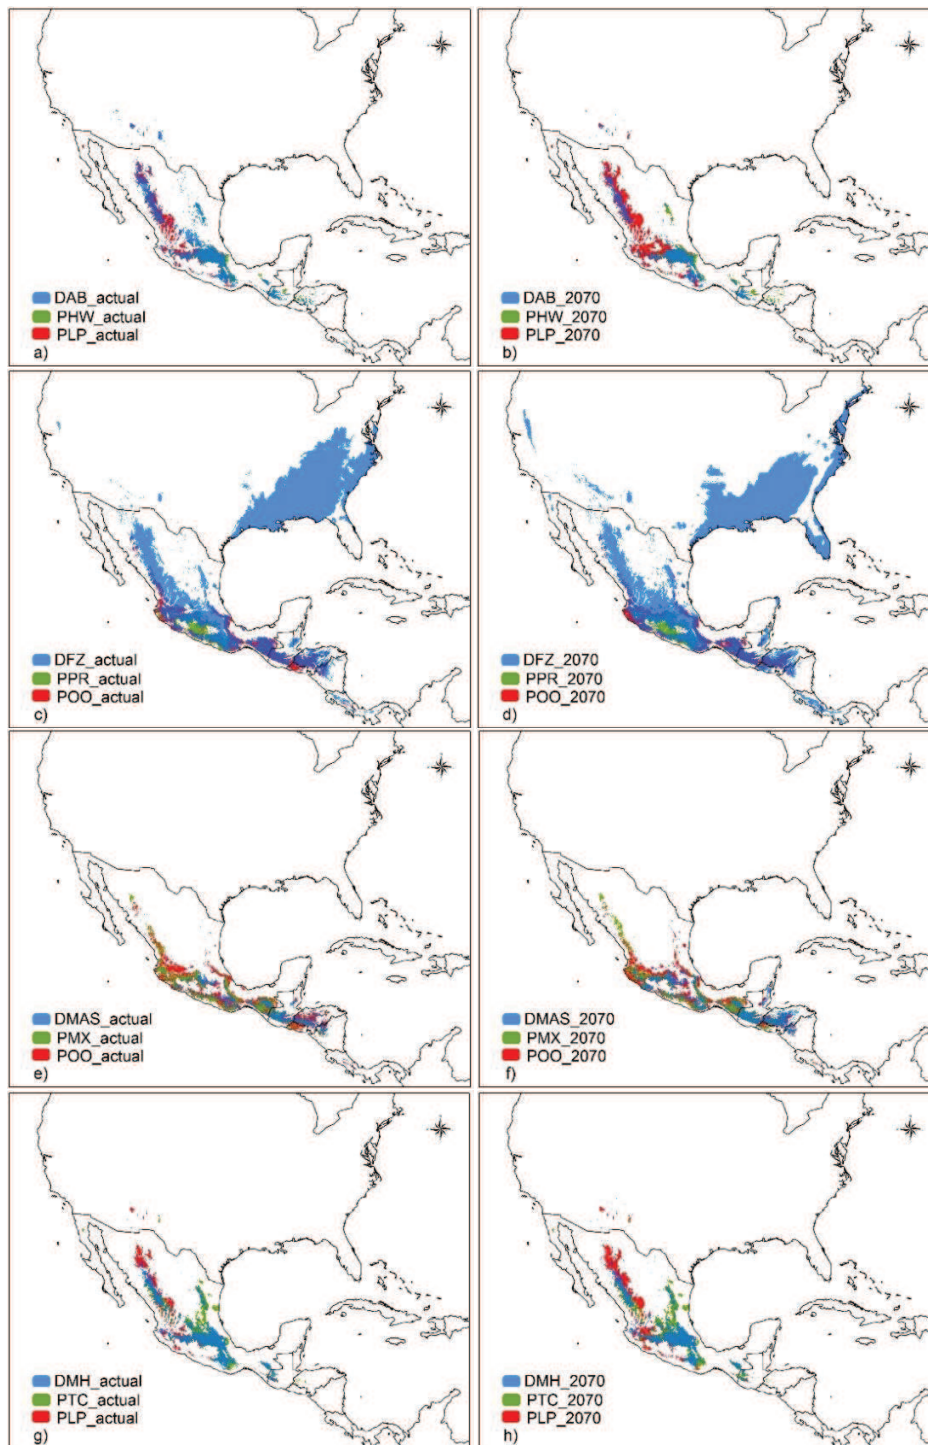 DAB_actual
PHW_actual
PLP_actual
a)
DAB_2070
PHW_2070
PLP_2070
b)
DFZ_actual
PPR_actual
POO_actual
c)
DFZ_2070
PPR_2070
POO_2070
d)
DMAS_actual
PMX_actual
POO_actual
e)
DMAS_2070
PMX_2070
POO_2070
f)
DMH_actual
PTC_actual
PLP_actual
g)
DMH_2070
PTC_2070
PLP_2070
h)